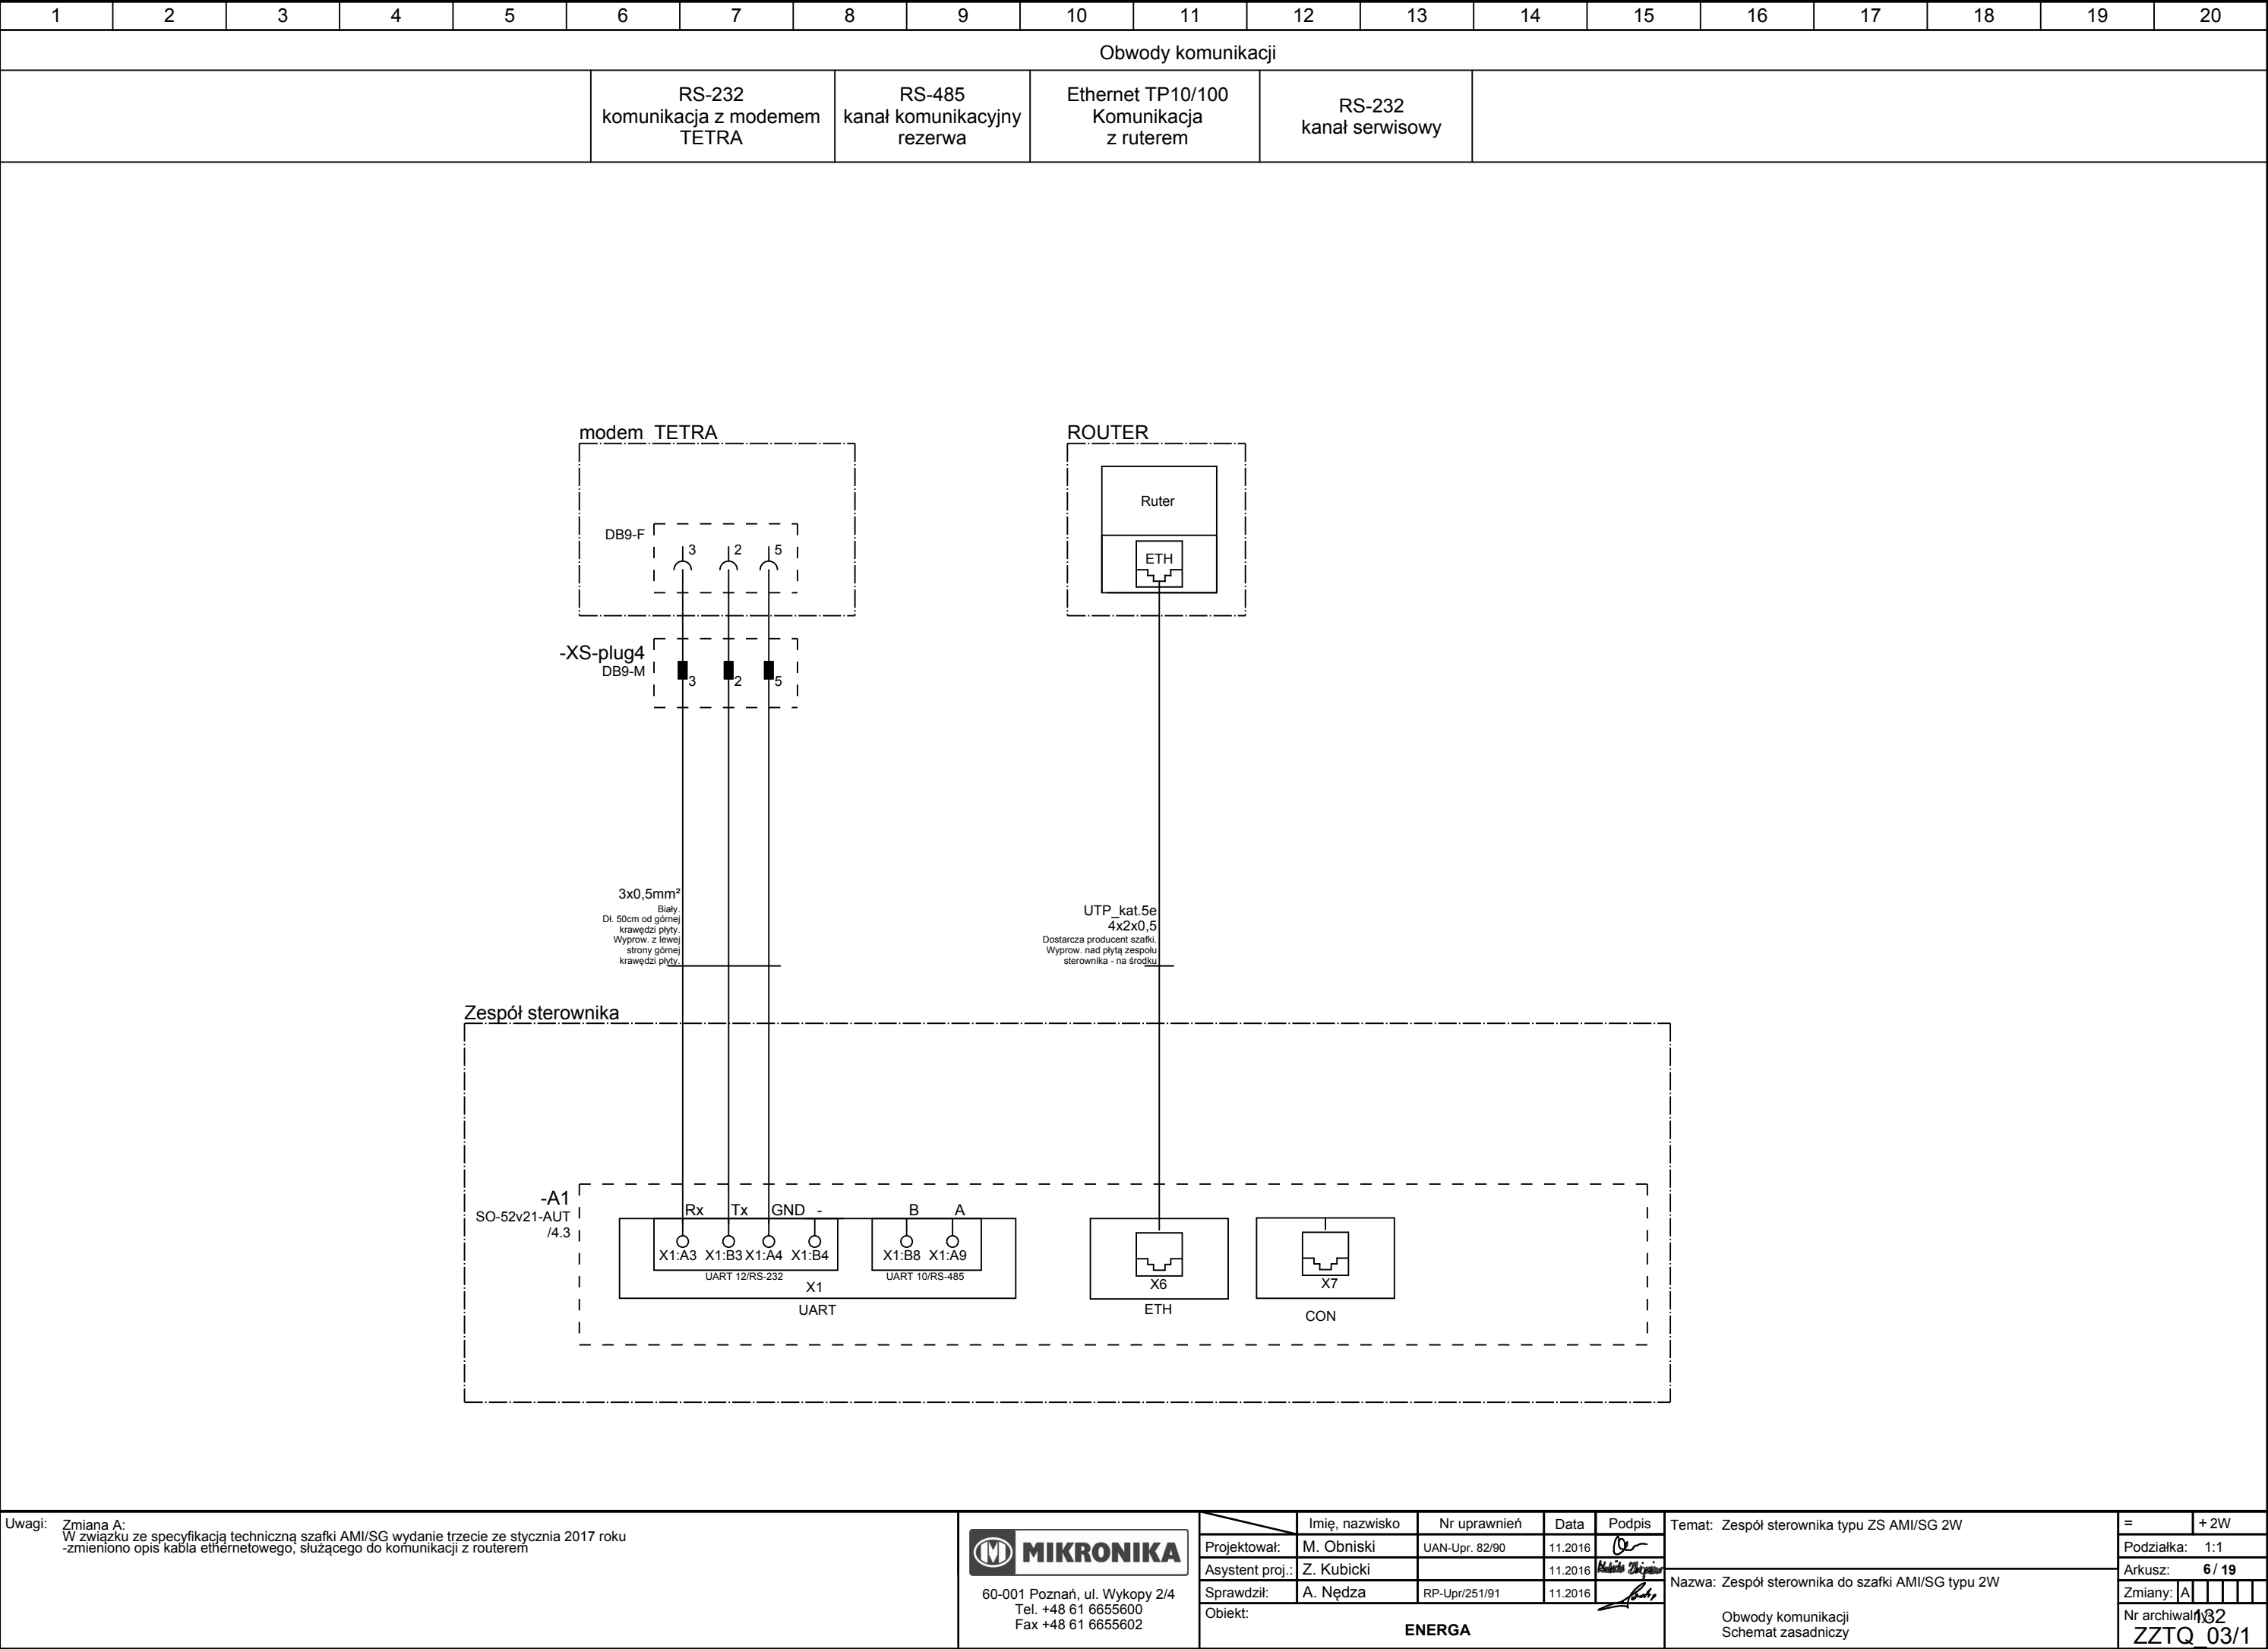 1 2 3 4 5 6 7 8 9 10 11 12 13 14 15 16 17 18 19 20
Obwody komunikacji
RS-232
komunikacja z modemem
TETRA
RS-485
kanał komunikacyjny
rezerwa
Ethernet TP10/100
Komunikacja
z ruterem
RS-232
kanał serwisowy
modem TETRA
DB9-F
3 2 5
-XS-plug4
DB9-M
3 2 5
ROUTER
Ruter
ETH
3x0,5mm²
Biały.
Dł. 50cm od górnej
krawędzi płyty.
Wyprow. z lewej
strony górnej
krawędzi płyty.
UTP_kat.5e
4x2x0,5
Dostarcza producent szafki.
Wyprow. nad płytą zespołu
sterownika - na środku
Zespół sterownika
-A1
SO-52v21-AUT
/4.3
Rx Tx GND - B A
X1:A3 X1:B3 X1:A4 X1:B4 X1:B8 X1:A9
UART 12/RS-232 UART 10/RS-485
X1
UART
X6
ETH
X7
CON
Uwagi: Zmiana A:
W związku ze specyfikacją techniczną szafki AMI/SG wydanie trzecie ze stycznia 2017 roku
-zmieniono opis kabla ethernetowego, służącego do komunikacji z routerem
MIKRONIKA
60-001 Poznań, ul. Wykopy 2/4
Tel. +48 61 6655600
Fax +48 61 6655602
Imię, nazwisko Nr uprawnień Data Podpis
Projektował: M. Obniski UAN-Upr. 82/90 11.2016
Asystent proj.: Z. Kubicki 11.2016
Sprawdził: A. Nędza RP-Upr/251/91 11.2016
Obiekt:
ENERGA
Temat: Zespół sterownika typu ZS AMI/SG 2W
Nazwa: Zespół sterownika do szafki AMI/SG typu 2W
Obwody komunikacji
Schemat zasadniczy
= + 2W
Podziałka: 1:1
Arkusz: 6 / 19
Zmiany: A
Nr archiwalny: 132
ZZTQ_03/1